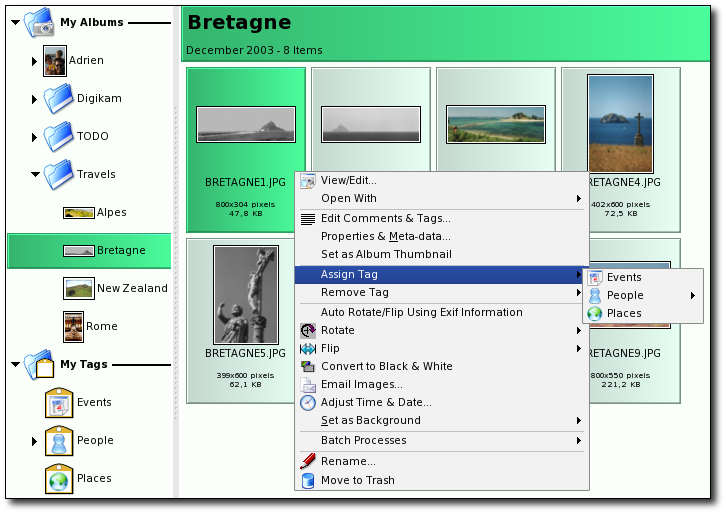 My Albums
Adrien
Digikam
TODO
Travels
Alpes
Bretagne
New Zealand
Rome
My Tags
Events
People
Places
Bretagne
December 2003 - 8 Items
BRETAGNE1.JPG
800x304 pixels
47,8 KB
RETAGNE4.JPG
402x600 pixels
72,5 KB
BRETAGNE5.JPG
399x600 pixels
62,1 KB
RETAGNE9.JPG
800x550 pixels
221,2 KB
View/Edit...
Open With
Edit Comments & Tags...
Properties & Meta-data...
Set as Album Thumbnail
Assign Tag
Remove Tag
Auto Rotate/Flip Using Exif Information
Rotate
Flip
Convert to Black & White
Email Images...
Adjust Time & Date...
Set as Background
Batch Processes
Rename...
Move to Trash
Events
People
Places